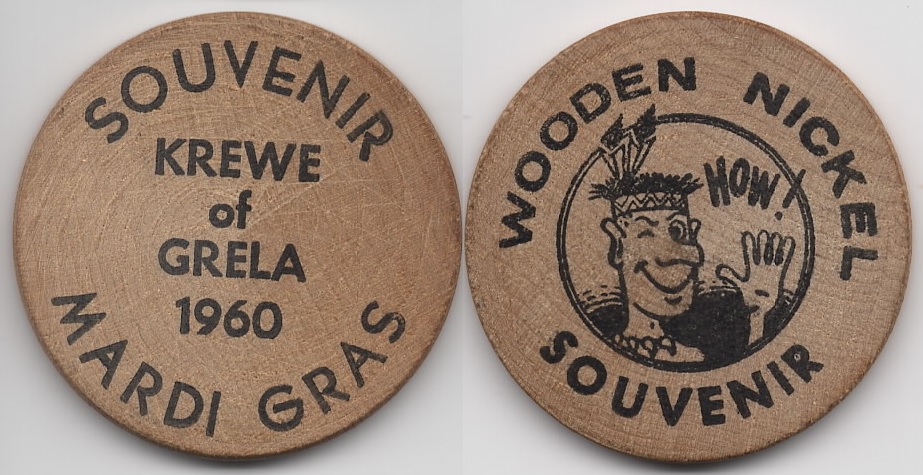 SOUVENIR
KREWE
of
GRELA
1960
MARDI GRAS
WOODEN NICKEL
HOW!
SOUVENIR